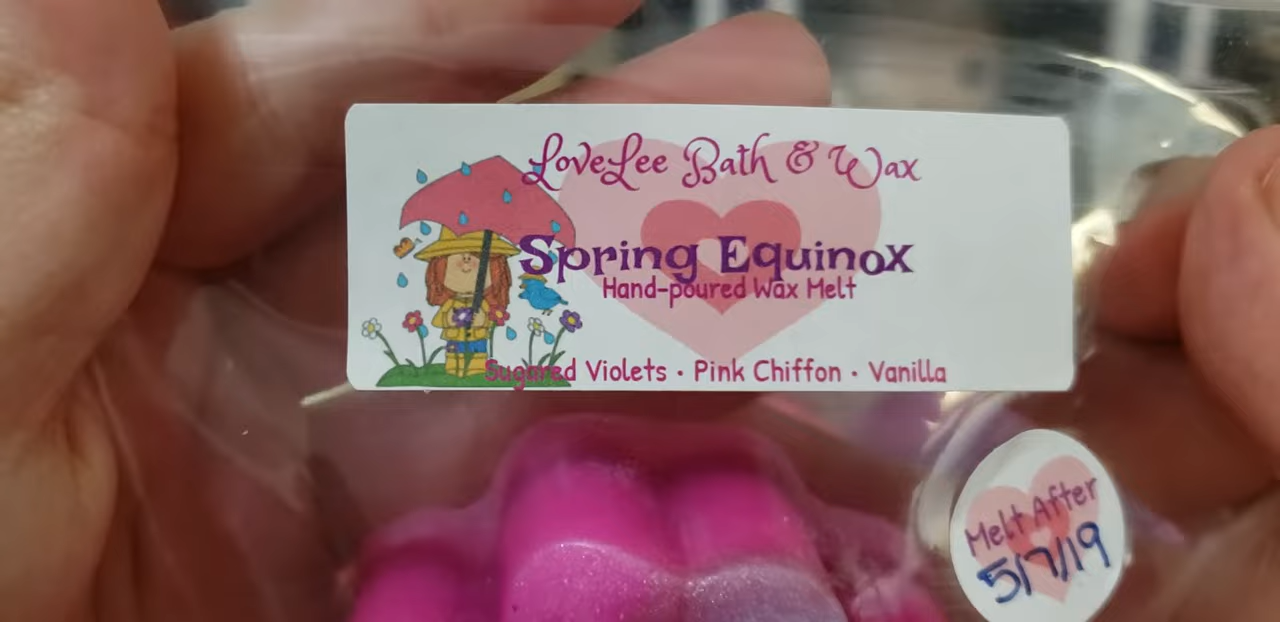 LoveLee Bath & Wax
Spring Equinox
Hand-poured Wax Melt
Sugared Violets • Pink Chiffon • Vanilla
Melt After
5/7/19